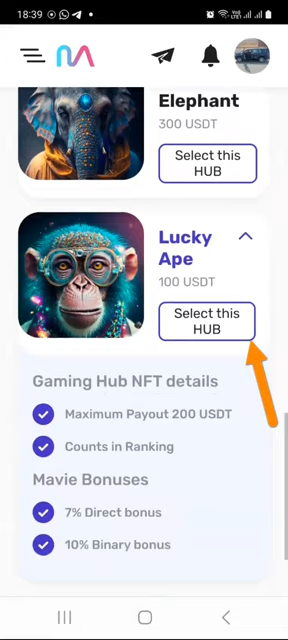 18:39
Elephant
300 USDT
Select this
HUB
Lucky
Ape
100 USDT
Select this
HUB
Gaming Hub NFT details
Maximum Payout 200 USDT
Counts in Ranking
Mavie Bonuses
7% Direct bonus
10% Binary bonus